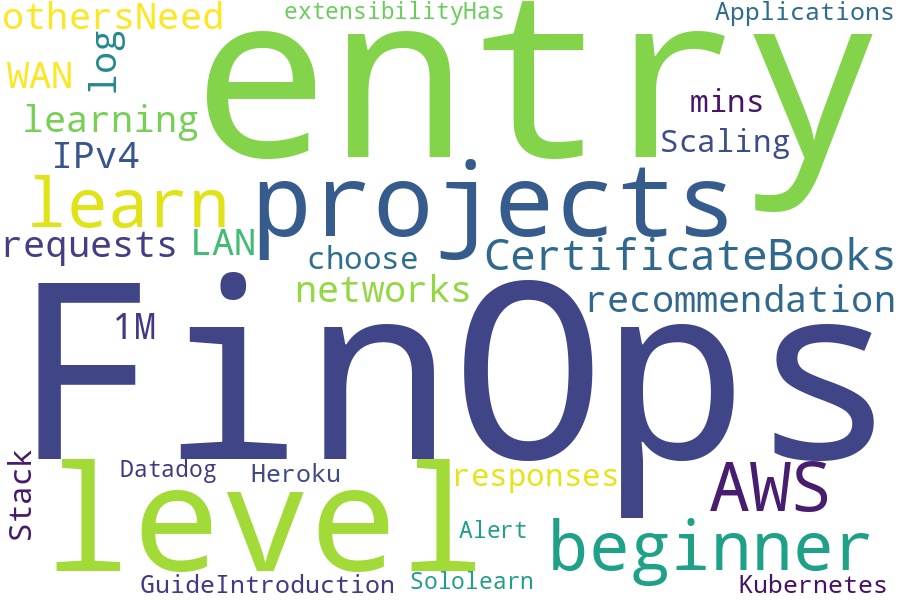 othersNeed
extensibilityHas
Applications
entry
log
WAN
mins
learning
Scaling
IPv4
projects
learn
requests
LAN
choose
CertificateBooks
networks
recommendation
FinOps
1M
Stack
Datadog
Heroku
responses
AWS
level
Alert
beginner
GuideIntroduction
Sololearn
Kubernetes